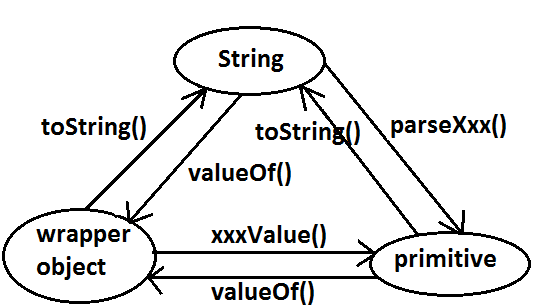 String
toString()
toString()
parseXxx()
valueOf()
wrapper
object
xxxValue()
primitive
valueOf()